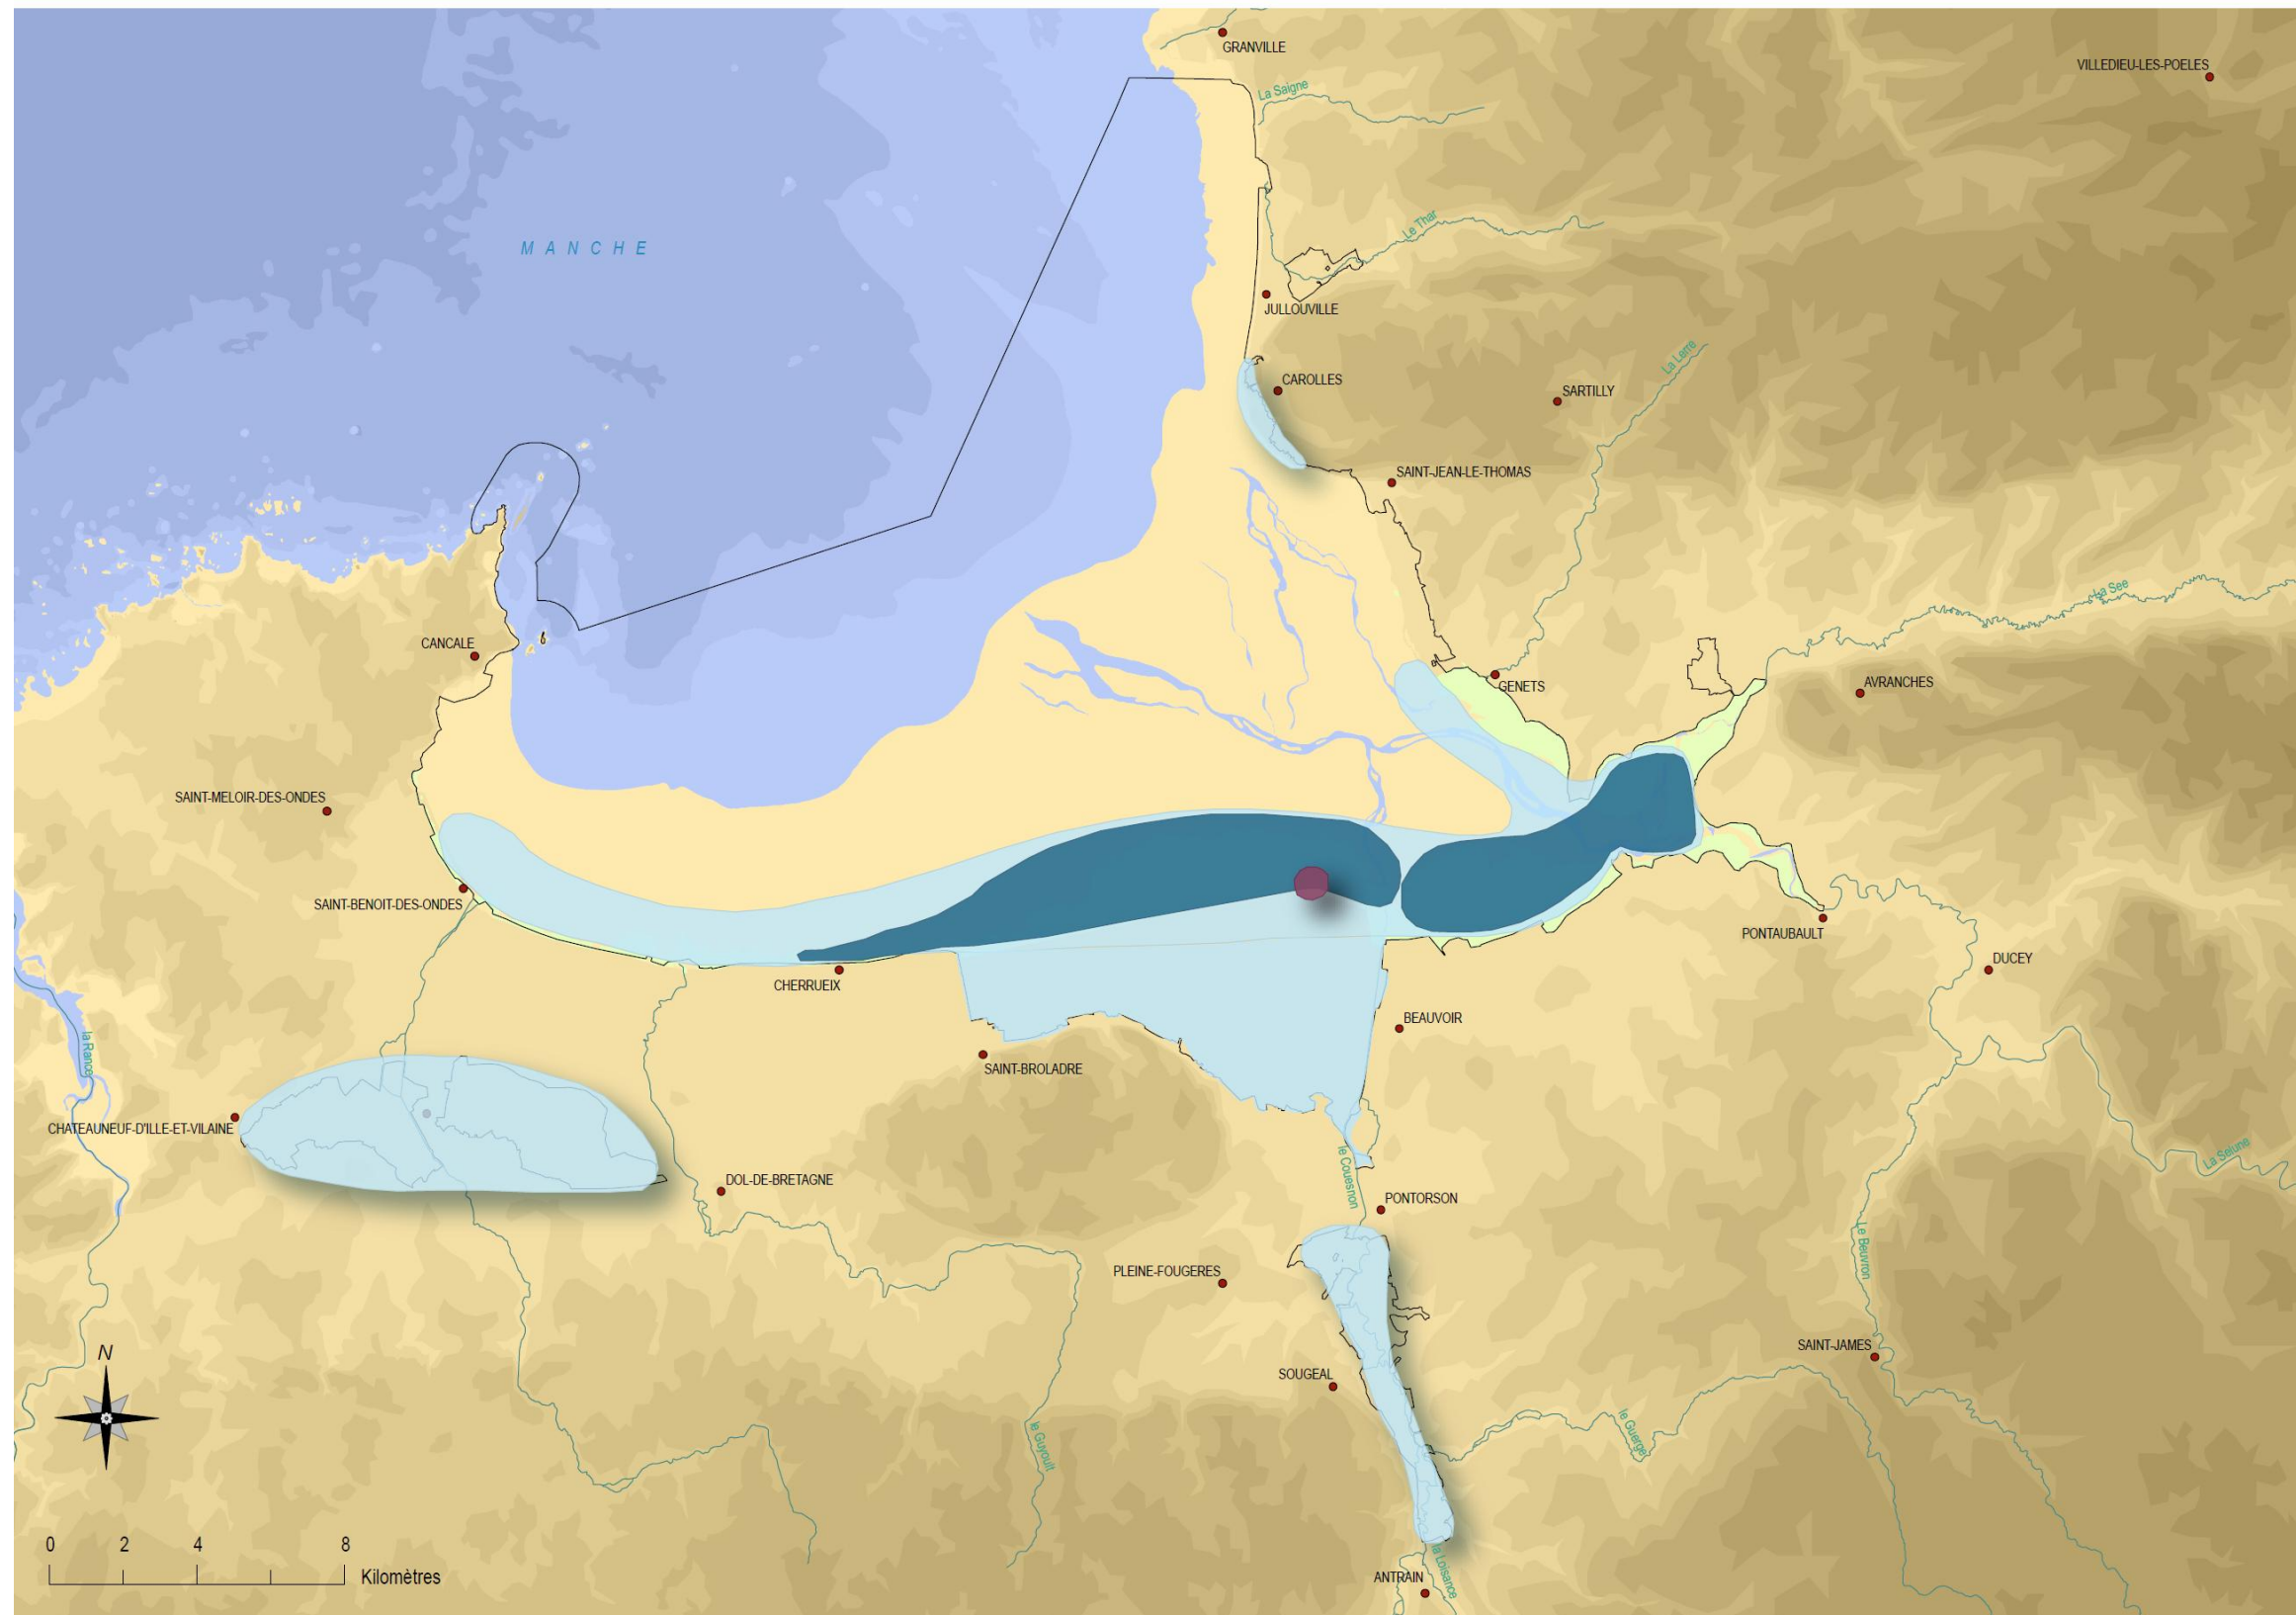 GRANVILLE
VILLEDIEU-LES-POELES
La Saigne
MANCHE
Le Thar
JULLOUVILLE
La Lerre
CAROLLES
SARTILLY
SAINT-JEAN-LE-THOMAS
La See
CANCALE
GENETS
AVRANCHES
SAINT-MELOIR-DES-ONDES
SAINT-BENOIT-DES-ONDES
PONTAUBAULT
DUCEY
CHERRUEIX
BEAUVOIR
la Rance
SAINT-BROLADRE
CHATEAUNEUF-D'ILLE-ET-VILAINE
le Couesnon
La Selune
DOL-DE-BRETAGNE
PONTORSON
Le Beuvron
PLEINE-FOUGERES
N
SAINT-JAMES
SOUGEAL
le Guerge
le Guyoult
0 2 4 8
Kilomètres
la Loisance
ANTRAIN